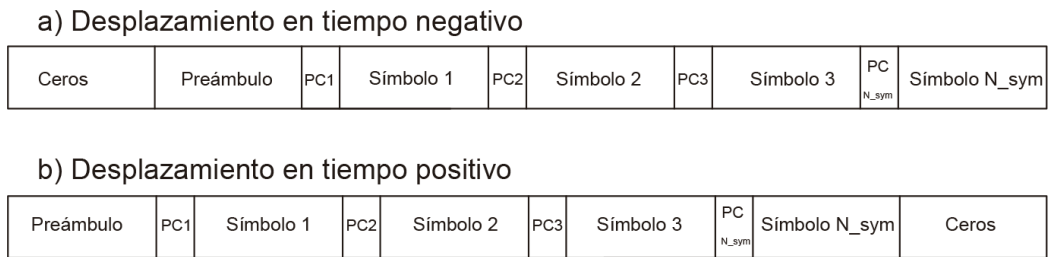 a) Desplazamiento en tiempo negativo
Ceros Preámbulo PC1 Símbolo 1 PC2 Símbolo 2 PC3 Símbolo 3 PC N_sym Símbolo N_sym
b) Desplazamiento en tiempo positivo
Preámbulo PC1 Símbolo 1 PC2 Símbolo 2 PC3 Símbolo 3 PC N_sym Símbolo N_sym Ceros